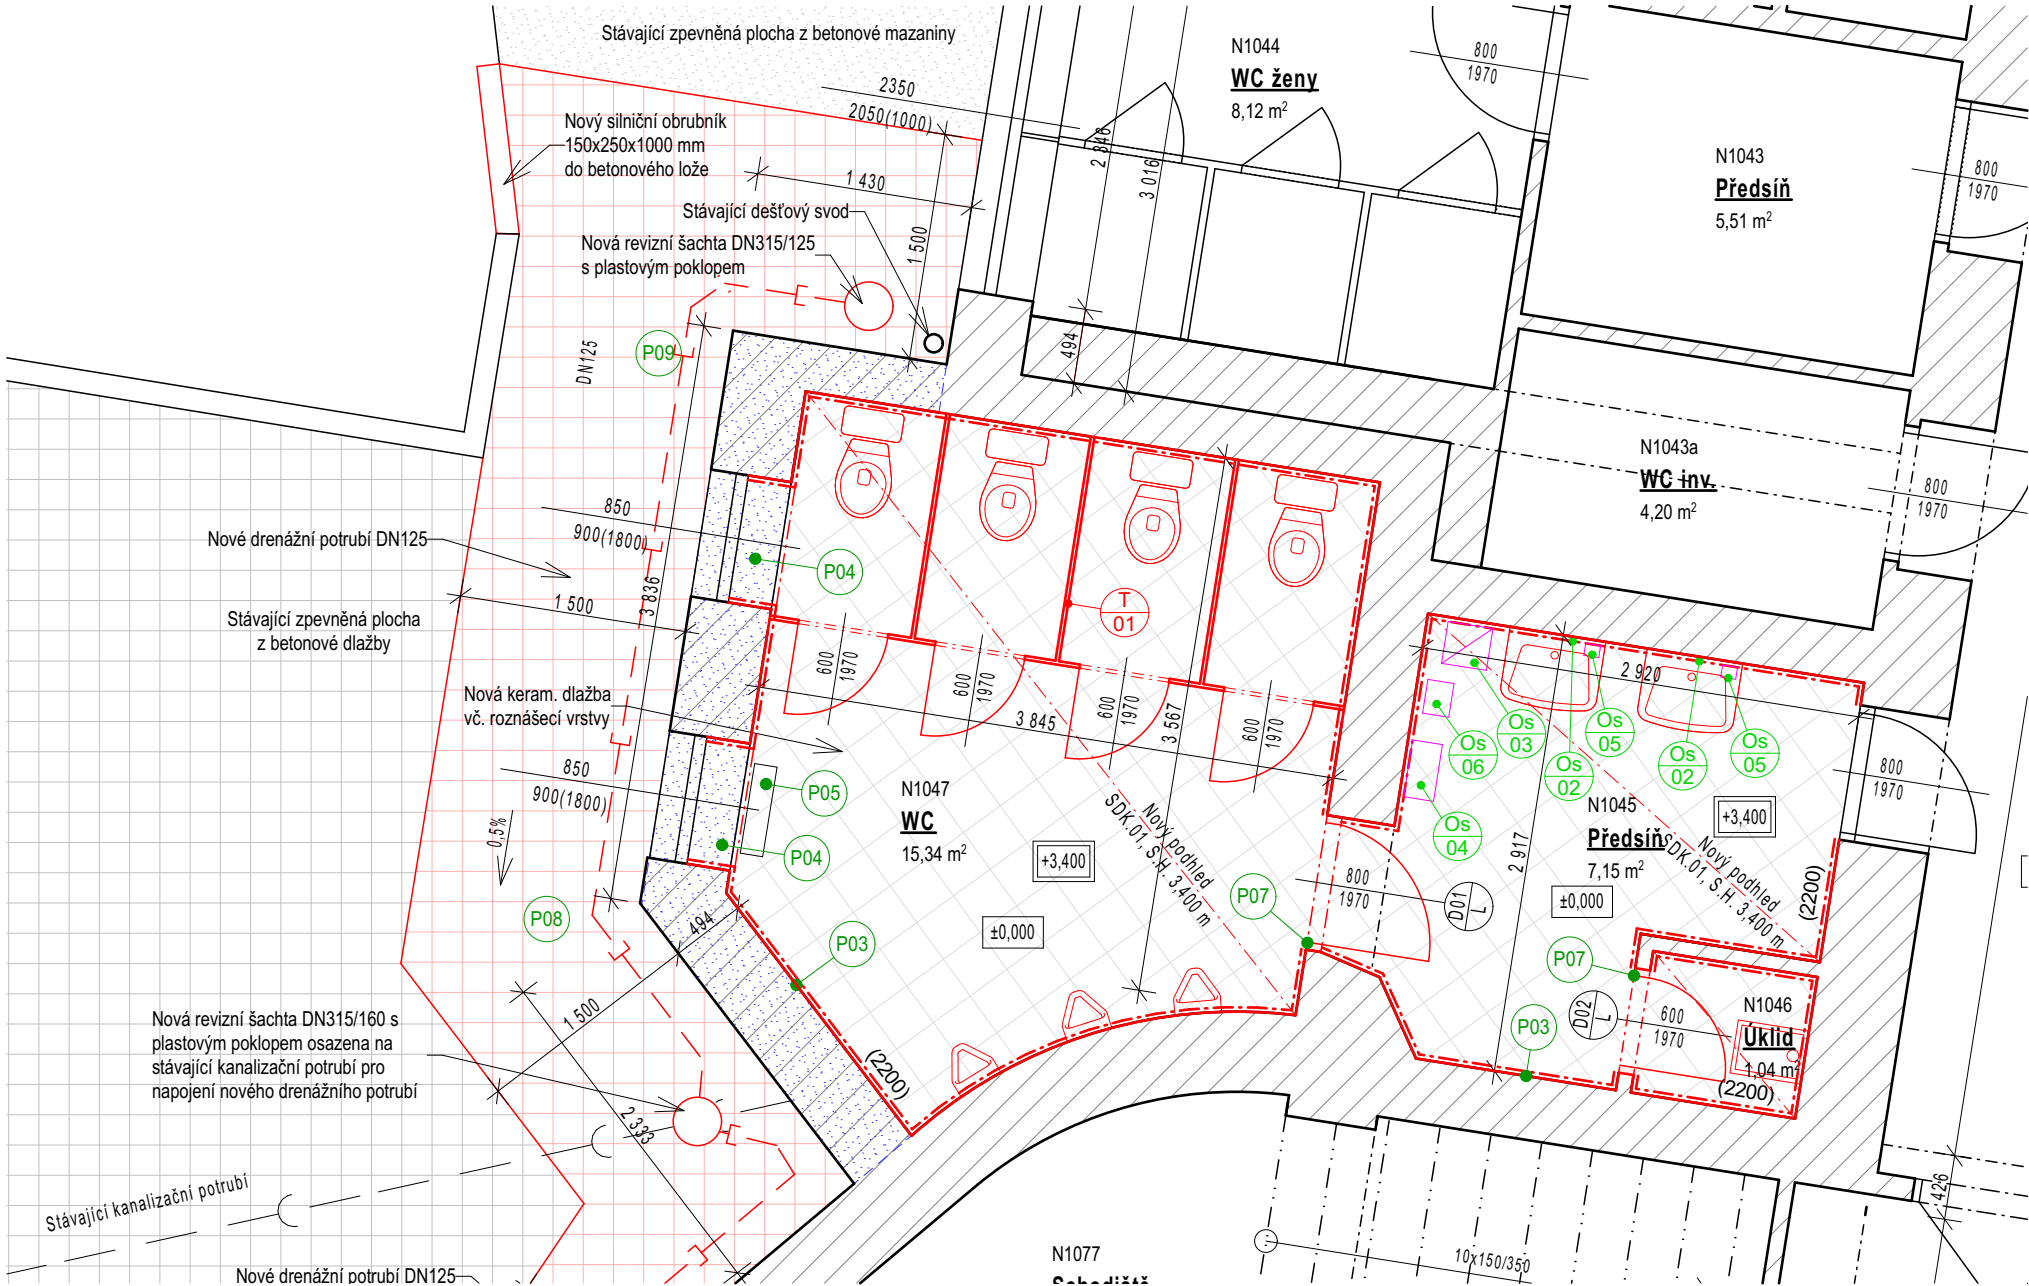 Stávající zpevněná plocha z betonové mazaniny
2350
2050(1000)
Nový silniční obrubník
150x250x1000 mm
do betonového lože
1 430
1 500
Stávající dešťový svod
Nová revizní šachta DN315/125
s plastovým poklopem
N1044
WC ženy
8,12 m²
800
1970
2 346
3 016
494
N1043
Předsíň
5,51 m²
800
1970
N1043a
WC inv.
4,20 m²
800
1970
P09
DN125
850
900(1800)
Nové drenážní potrubí DN125
3 836
1 500
Stávající zpevněná plocha
z betonové dlažby
P04
T
01
600
1970
600
1970
600
1970
600
1970
3 845
3 567
Nová keram. dlažba
vč. roznášecí vrstvy
850
900(1800)
P05
P04
0,5%
N1047
WC
15,34 m²
+3,400
±0,000
Nový podhled
SDK.01, S.H. 3,400 m
2 920
Os
03
Os
05
Os
06
Os
02
Os
02
Os
05
Os
04
2 917
N1045
Předsíň
7,15 m²
+3,400
±0,000
Nový podhled
SDK.01, S.H. 3,400 m
(2200)
800
1970
800
1970
D01
L
P07
P08
494
P03
1 500
P07
D02
L
600
1970
N1046
Úklid
1,04 m²
(2200)
P03
Nová revizní šachta DN315/160 s
plastovým poklopem osazena na
stávající kanalizační potrubí pro
napojení nového drenážního potrubí
2 333
(2200)
Stávající kanalizační potrubí
Nové drenážní potrubí DN125
N1077
Schodiště
10x150/350
426